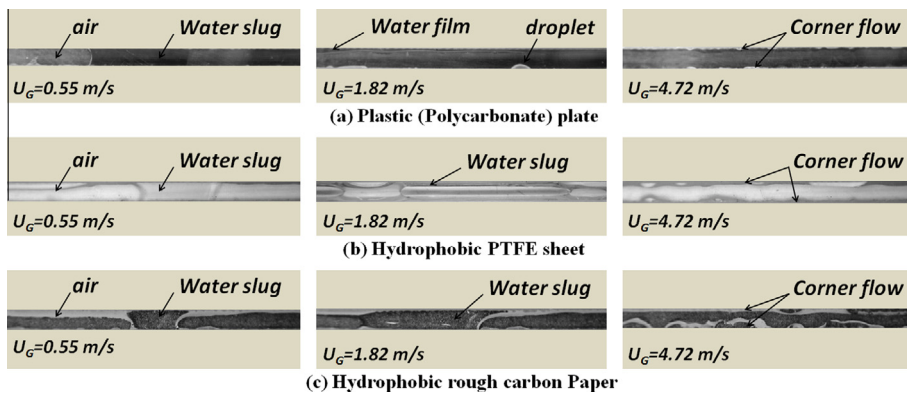 air Water slug Water film droplet Corner flow
U_G=0.55 m/s U_G=1.82 m/s U_G=4.72 m/s
(a) Plastic (Polycarbonate) plate
air Water slug Water slug Corner flow
U_G=0.55 m/s U_G=1.82 m/s U_G=4.72 m/s
(b) Hydrophobic PTFE sheet
air Water slug Water slug Corner flow
U_G=0.55 m/s U_G=1.82 m/s U_G=4.72 m/s
(c) Hydrophobic rough carbon Paper